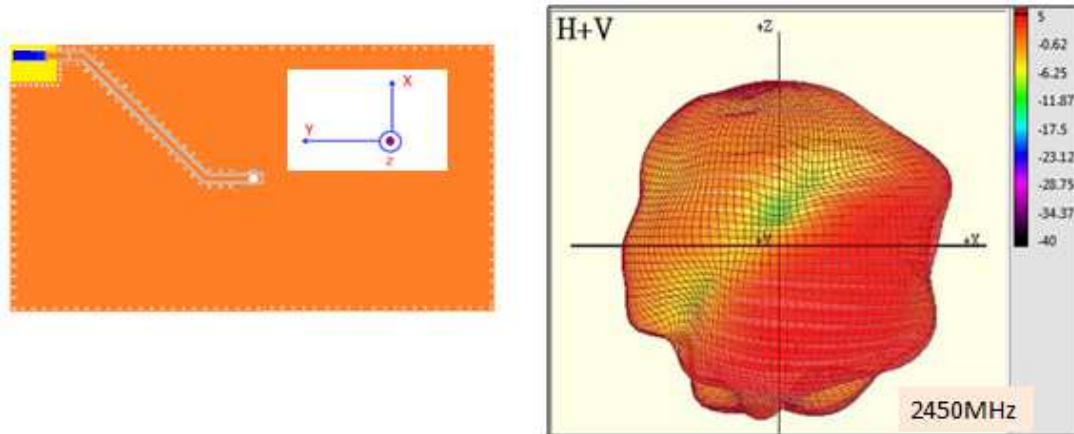 X
Y
z
H+V
+Z
+Y
+X
5
-0.62
-6.25
-11.87
-17.5
-23.12
-28.75
-34.37
-40
2450MHz